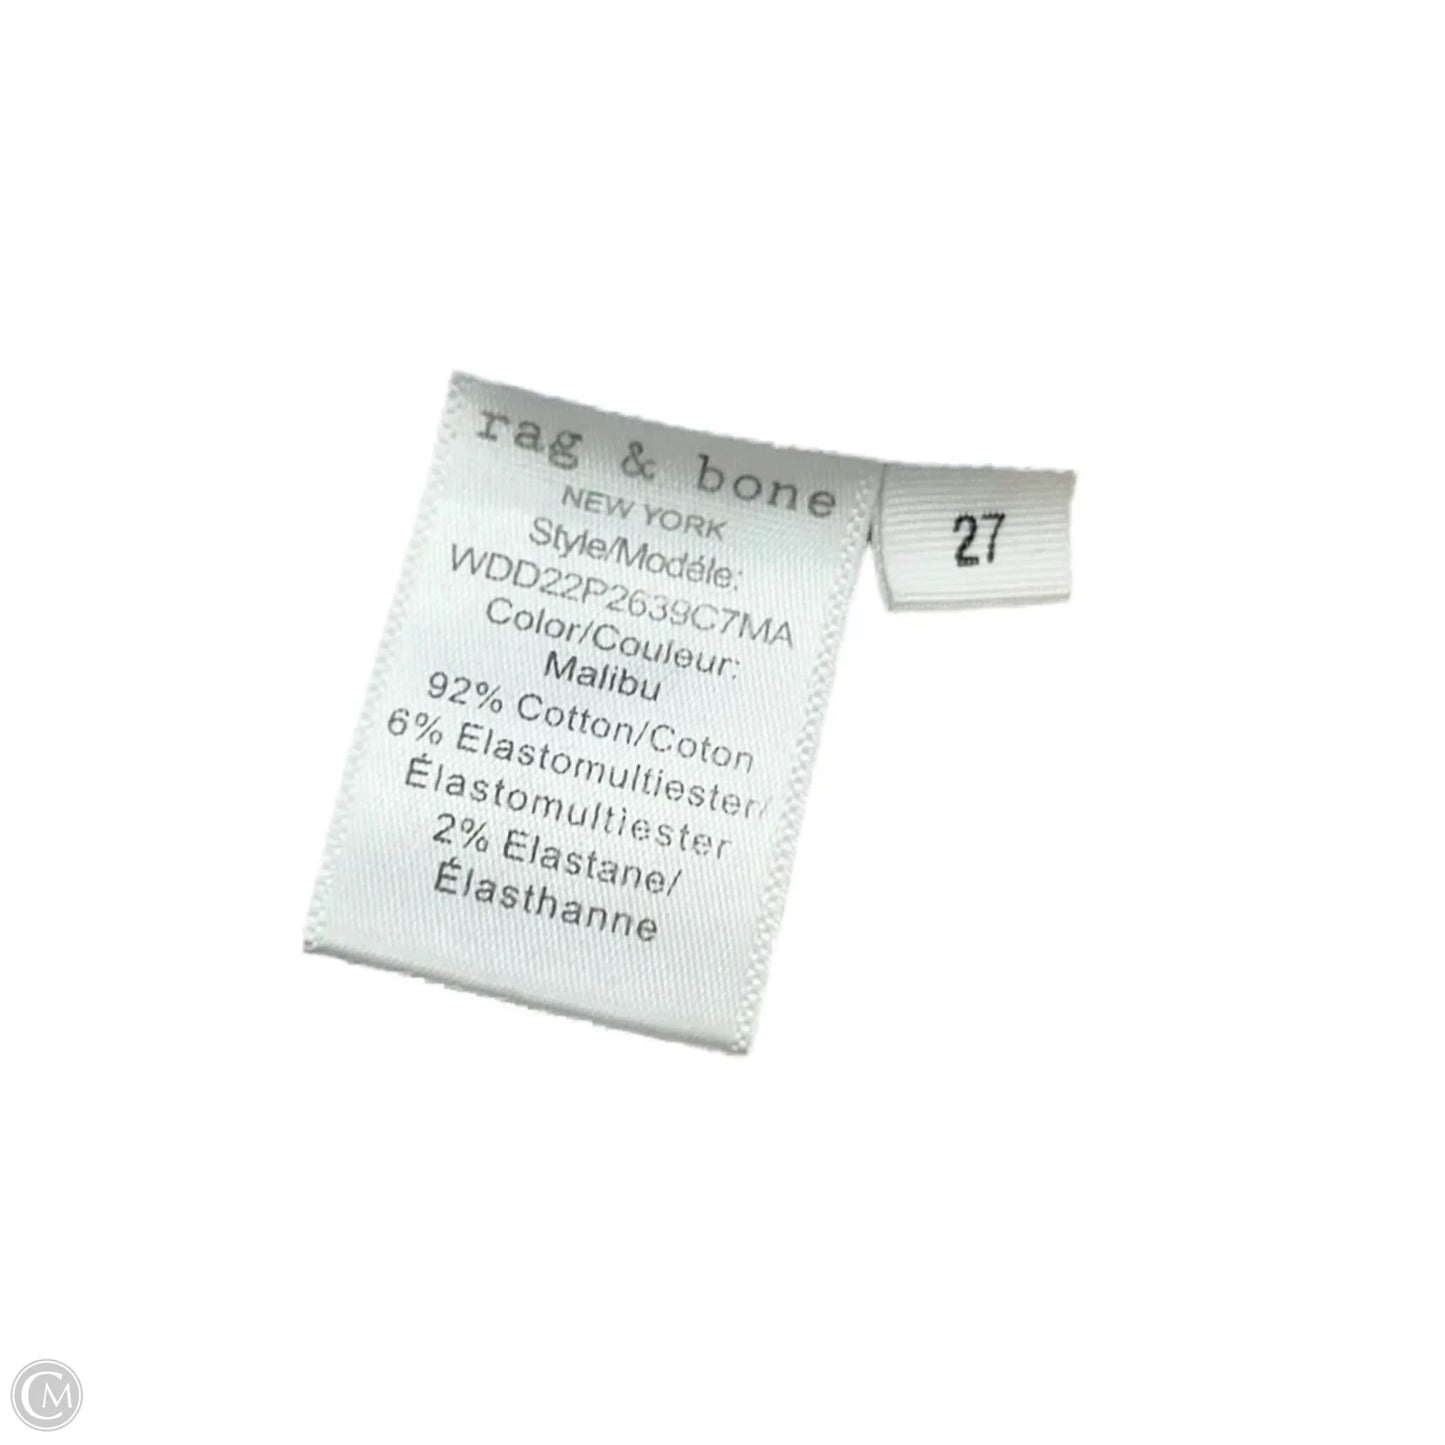 rag & bone
NEW YORK
Style/Modéle:
WDD22P2639C7MA
Color/Couleur:
Malibu
92% Cotton/Coton
6% Elastomultiester/
Élastomultiester
2% Elastane/
Élasthanne
27
CM